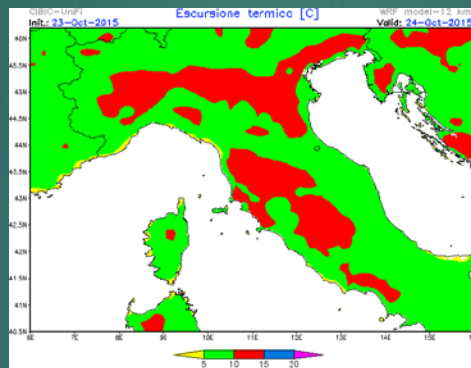 CIBIC-UniFi Escursione termica [C] WRF model-12 km
Init.: 23-Oct-2015 Valid: 24-Oct-2015
46N
45.5N
45N
44.5N
44N
43.5N
43N
42.5N
42N
41.5N
41N
40.5N
6E 7E 8E 9E 10E 11E 12E 13E 14E 15E
5 10 15 20